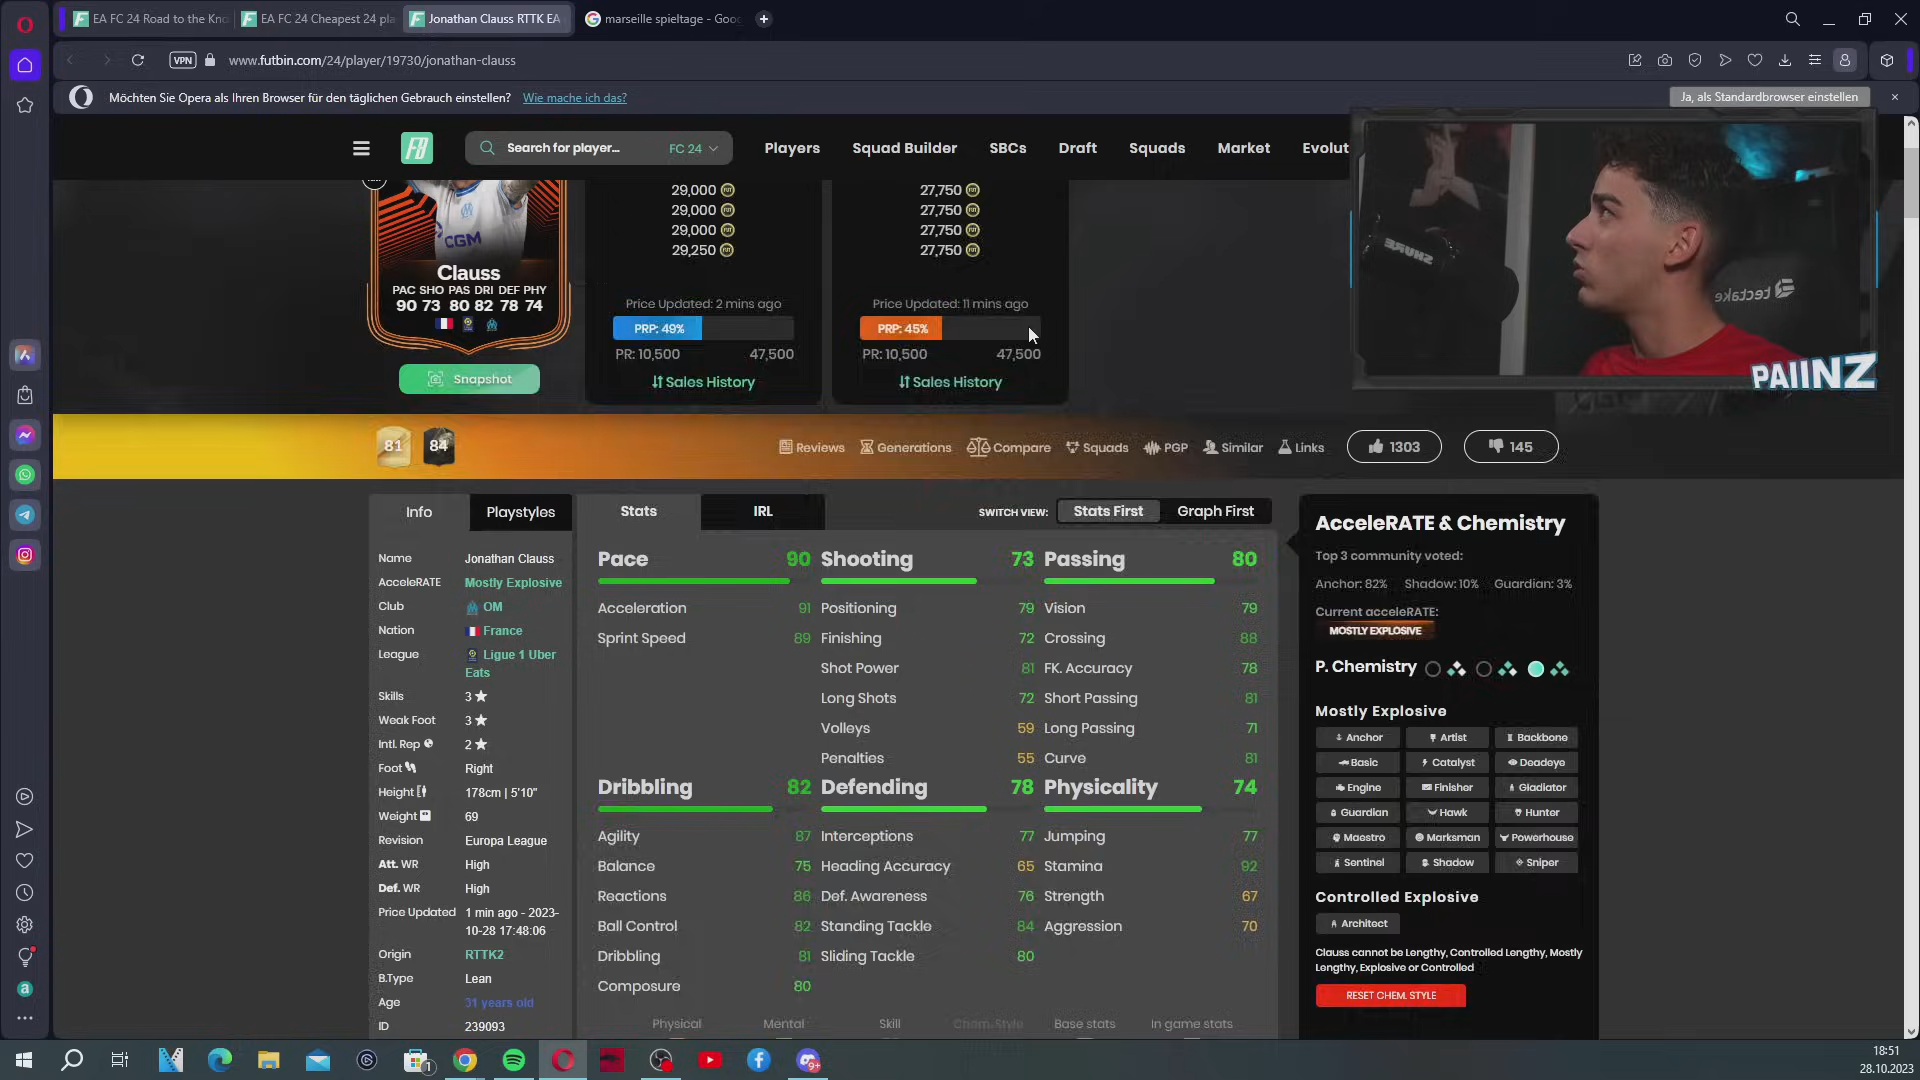 EA FC 24 Road to the Kno
EA FC 24 Cheapest 24 pla
Jonathan Clauss RTTK EA
marseille spieltage - Goog
VPN
www.futbin.com/24/player/19730/jonathan-clauss
Möchten Sie Opera als Ihren Browser für den täglichen Gebrauch einstellen? Wie mache ich das?
Ja, als Standardbrowser einstellen
Search for player...
FC 24
Players
Squad Builder
SBCs
Draft
Squads
Market
Evolut
29,000
29,000
29,000
29,250
27,750
27,750
27,750
27,750
CGM
Clauss
PAC SHO PAS DRI DEF PHY
90 73 80 82 78 74
Price Updated: 2 mins ago
PRP: 49%
PR: 10,500 47,500
Sales History
Price Updated: 11 mins ago
PRP: 45%
PR: 10,500 47,500
Sales History
Snapshot
SHURE
tectake
PAIINZ
81
84
Reviews
Generations
Compare
Squads
PGP
Similar
Links
1303
145
Info
Playstyles
Name Jonathan Clauss
AcceleRATE Mostly Explosive
Club OM
Nation France
League Ligue 1 Uber
Eats
Skills 3
Weak Foot 3
Intl. Rep 2
Foot Right
Height 178cm | 5'10"
Weight 69
Revision Europa League
Att. WR High
Def. WR High
Price Updated 1 min ago - 2023-
10-28 17:48:06
Origin RTTK2
B.Type Lean
Age 31 years old
ID 239093
Stats
IRL
SWITCH VIEW:
Stats First
Graph First
Pace 90
Acceleration 91
Sprint Speed 89
Shooting 73
Positioning 79
Finishing 72
Shot Power 81
Long Shots 72
Volleys 59
Penalties 55
Passing 80
Vision 79
Crossing 88
FK. Accuracy 78
Short Passing 81
Long Passing 71
Curve 81
Dribbling 82
Agility 87
Balance 75
Reactions 86
Ball Control 82
Dribbling 81
Composure 80
Defending 78
Interceptions 77
Heading Accuracy 65
Def. Awareness 76
Standing Tackle 84
Sliding Tackle 80
Physicality 74
Jumping 77
Stamina 92
Strength 67
Aggression 70
Physical
Mental
Skill
Chem. Style
Base stats
In game stats
AcceleRATE & Chemistry
Top 3 community voted:
Anchor: 82% Shadow: 10% Guardian: 3%
Current acceleRATE:
MOSTLY EXPLOSIVE
P. Chemistry
Mostly Explosive
Anchor
Artist
Backbone
Basic
Catalyst
Deadeye
Engine
Finisher
Gladiator
Guardian
Hawk
Hunter
Maestro
Marksman
Powerhouse
Sentinel
Shadow
Sniper
Controlled Explosive
Architect
Clauss cannot be Lengthy, Controlled Lengthy, Mostly
Lengthy, Explosive or Controlled
RESET CHEM. STYLE
1
9+
18:51
28.10.2023